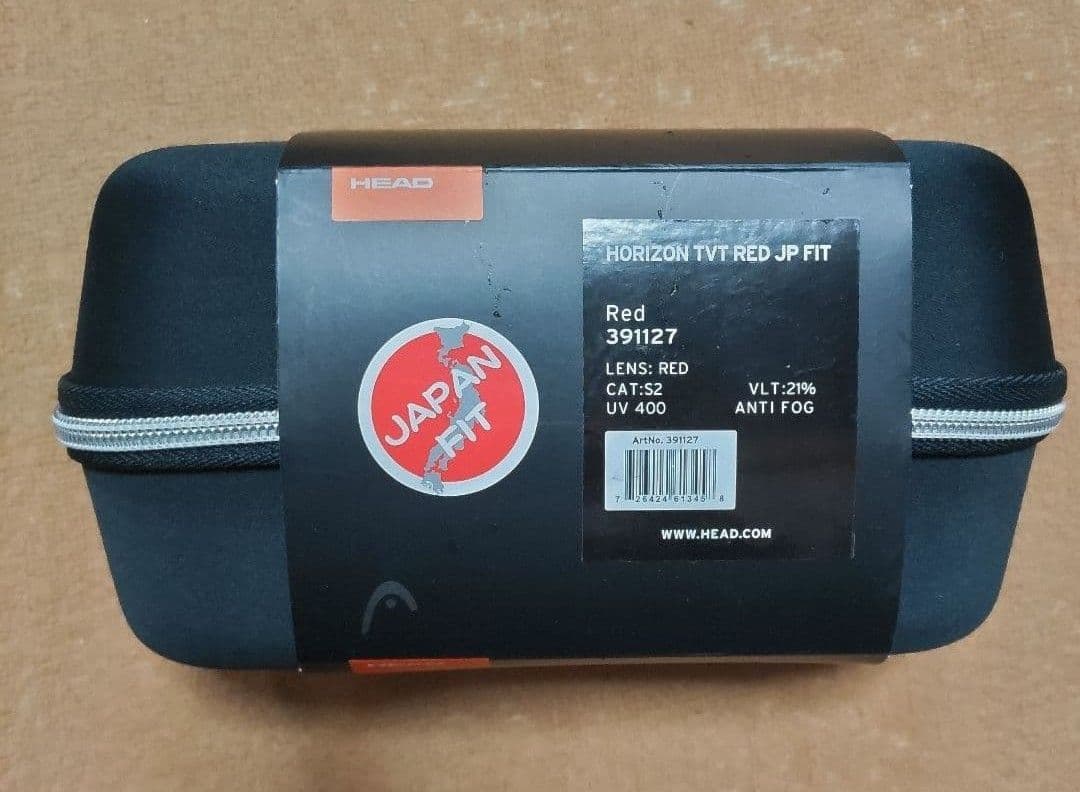 HEAD
HORIZON TVT RED JP FIT
Red
391127
LENS: RED
CAT:S2 VLT:21%
UV 400 ANTI FOG
ArtNo. 391127
7 26424 61345 8
WWW.HEAD.COM
JAPAN
FIT